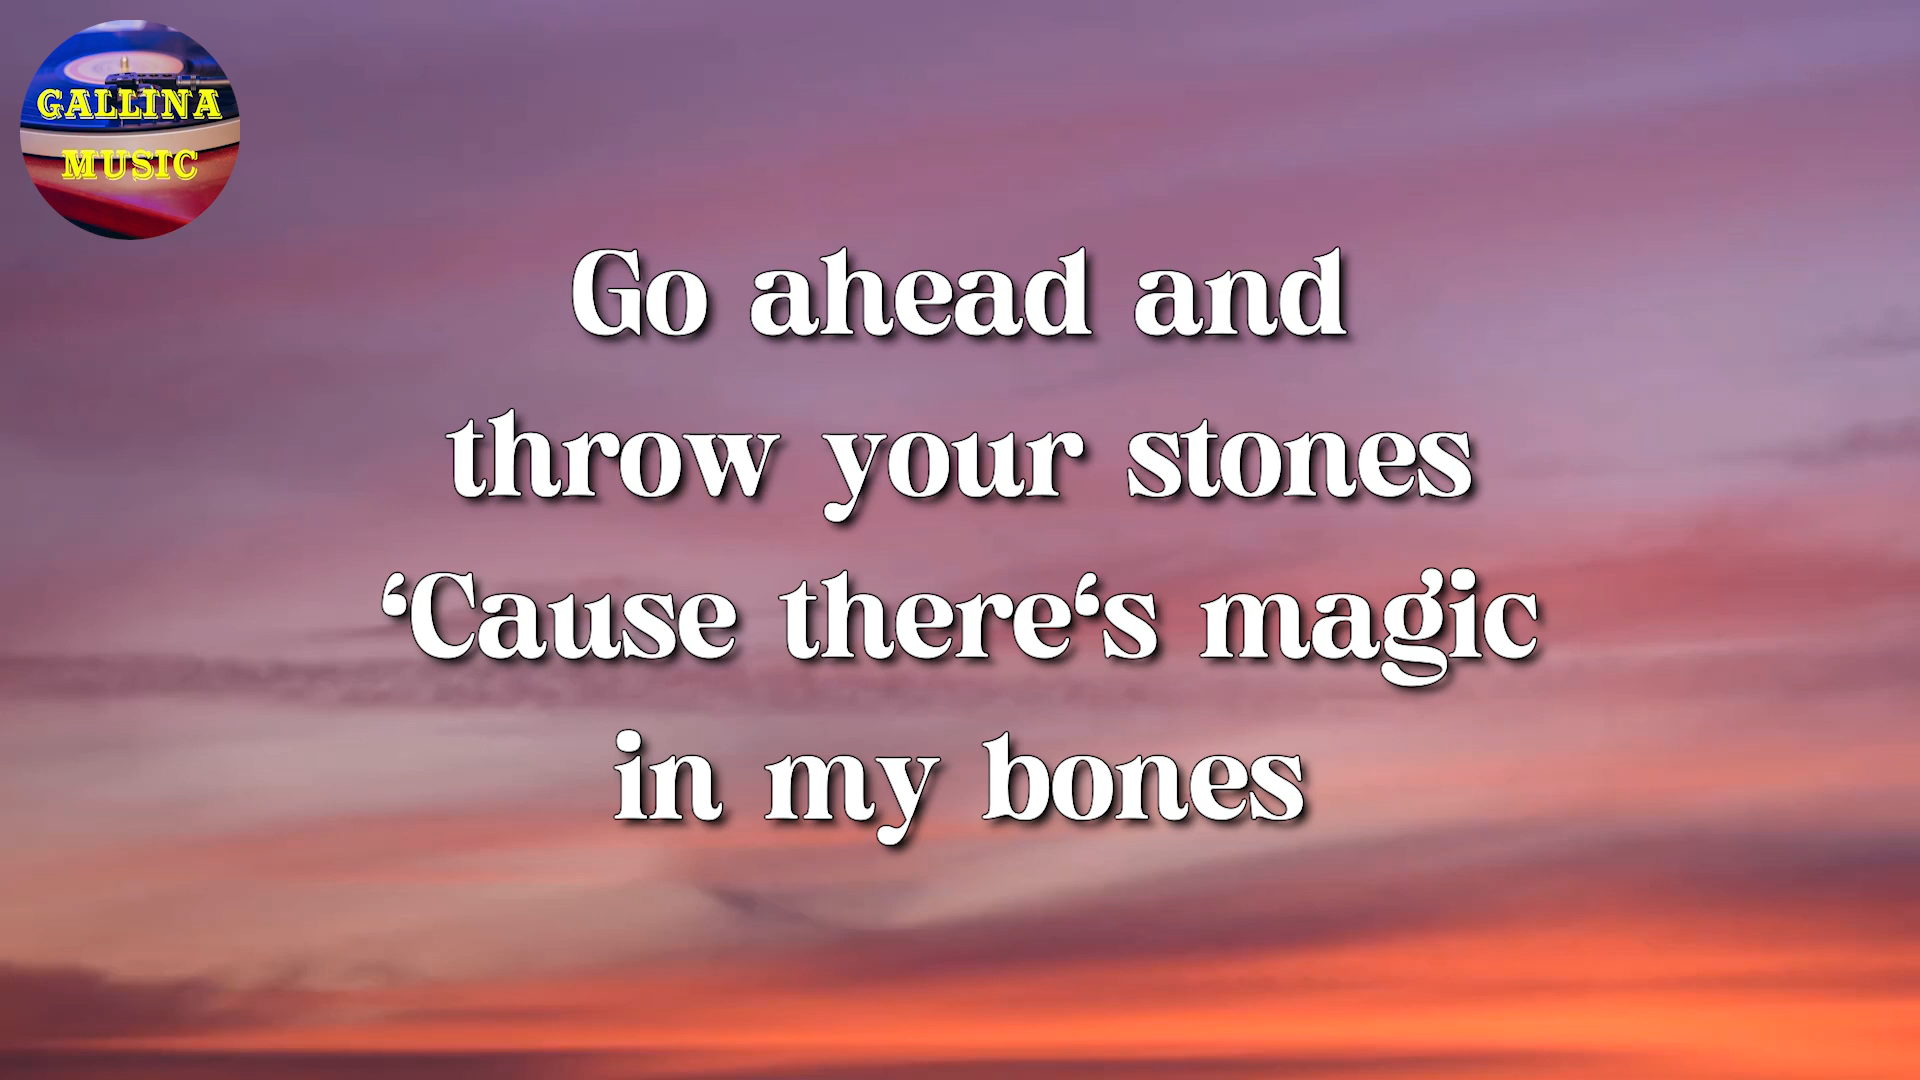 GALLINA
MUSIC
Go ahead and
throw your stones
‘Cause there‘s magic
in my bones